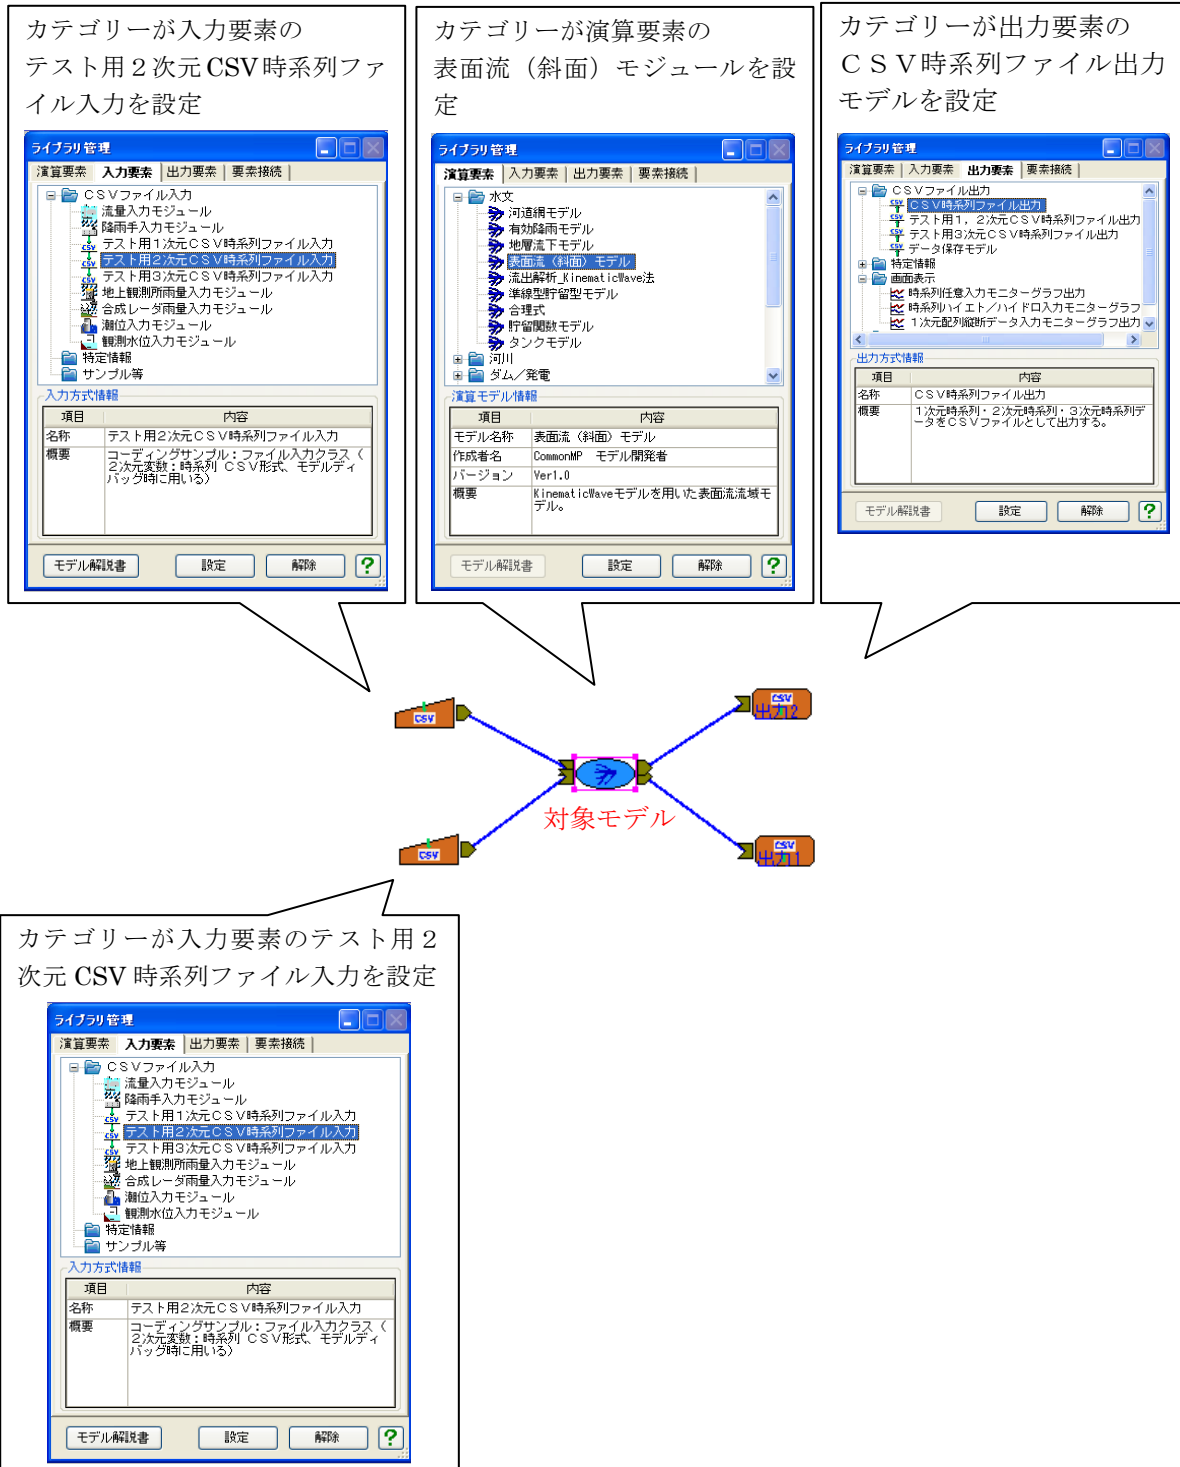 カテゴリーが入力要素の
テスト用２次元CSV時系列ファ
イル入力を設定
ライブラリ管理
演算要素 入力要素 出力要素 要素接続
ＣＳＶファイル入力
流量入力モジュール
降雨手入力モジュール
テスト用１次元ＣＳＶ時系列ファイル入力
テスト用２次元ＣＳＶ時系列ファイル入力
テスト用３次元ＣＳＶ時系列ファイル入力
地上観測所雨量入力モジュール
合成レーダ雨量入力モジュール
潮位入力モジュール
観測水位入力モジュール
特定情報
サンプル等
入力方式情報
項目 内容
名称 テスト用２次元ＣＳＶ時系列ファイル入力
概要 コーディングサンプル：ファイル入力クラス（
２次元変数：時系列 ＣＳＶ形式、モデルディ
バッグ時に用いる）
モデル解説書 設定 解除 ?
カテゴリーが演算要素の
表面流（斜面）モジュールを設
定
ライブラリ管理
演算要素 入力要素 出力要素 要素接続
水文
河道網モデル
有効降雨モデル
地層流下モデル
表面流（斜面）モデル
流出解析_KinematicWave法
準線型貯留型モデル
合理式
貯留関数モデル
タンクモデル
河川
ダム／発電
演算モデル情報
項目 内容
モデル名称 表面流（斜面）モデル
作成者名 CommonMP モデル開発者
バージョン Ver1.0
概要 KinematicWaveモデルを用いた表面流流域モ
デル。
モデル解説書 設定 解除 ?
カテゴリーが出力要素の
ＣＳＶ時系列ファイル出力
モデルを設定
ライブラリ管理
演算要素 入力要素 出力要素 要素接続
ＣＳＶファイル出力
ＣＳＶ時系列ファイル出力
テスト用１，２次元ＣＳＶ時系列ファイル出力
テスト用３次元ＣＳＶ時系列ファイル出力
データ保存モデル
特定情報
画面表示
時系列任意入力モニターグラフ出力
時系列ハイエト／ハイドロ入力モニターグラフ
１次元配列縦断データ入力モニターグラフ出力
出力方式情報
項目 内容
名称 ＣＳＶ時系列ファイル出力
概要 １次元時系列・２次元時系列・３次元時系列デ
ータをＣＳＶファイルとして出力する。
モデル解説書 設定 解除 ?
CSV
CSV
出力2
対象モデル
CSV
CSV
出力1
カテゴリーが入力要素のテスト用２
次元 CSV 時系列ファイル入力を設定
ライブラリ管理
演算要素 入力要素 出力要素 要素接続
ＣＳＶファイル入力
流量入力モジュール
降雨手入力モジュール
テスト用１次元ＣＳＶ時系列ファイル入力
テスト用２次元ＣＳＶ時系列ファイル入力
テスト用３次元ＣＳＶ時系列ファイル入力
地上観測所雨量入力モジュール
合成レーダ雨量入力モジュール
潮位入力モジュール
観測水位入力モジュール
特定情報
サンプル等
入力方式情報
項目 内容
名称 テスト用２次元ＣＳＶ時系列ファイル入力
概要 コーディングサンプル：ファイル入力クラス（
２次元変数：時系列 ＣＳＶ形式、モデルディ
バッグ時に用いる）
モデル解説書 設定 解除 ?